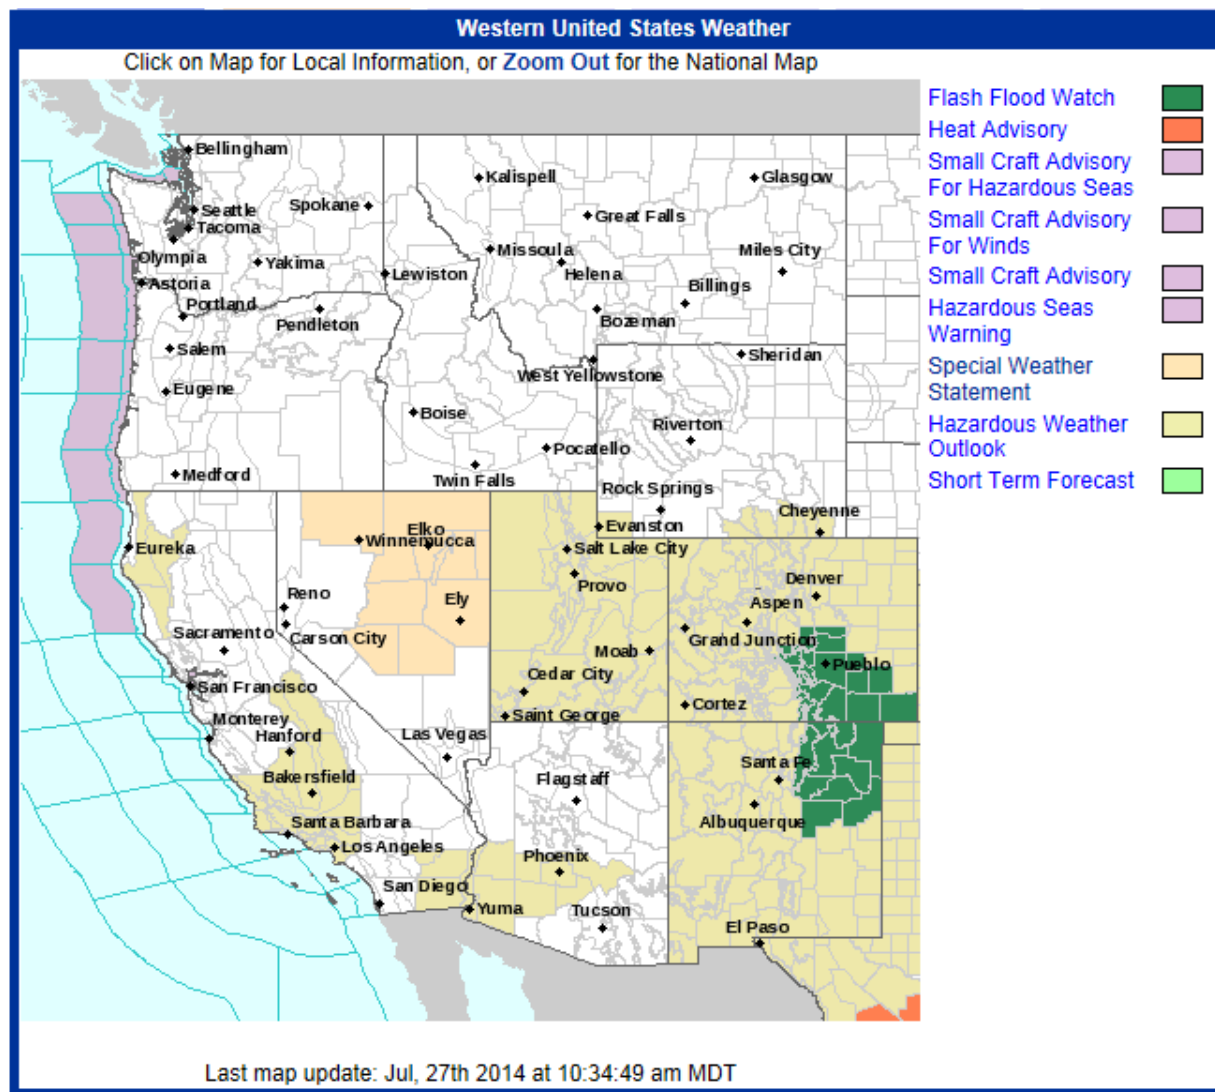 Western United States Weather
Click on Map for Local Information, or Zoom Out for the National Map
Flash Flood Watch
Heat Advisory
Small Craft Advisory
For Hazardous Seas
Small Craft Advisory
For Winds
Small Craft Advisory
Hazardous Seas
Warning
Special Weather
Statement
Hazardous Weather
Outlook
Short Term Forecast
Bellingham
Kalispell
Glasgow
Seattle
Spokane
Great Falls
Tacoma
Olympia
Yakima
Missoula
Miles City
Helena
Lewiston
Astoria
Billings
Portland
Pendleton
Bozeman
Salem
Sheridan
West Yellowstone
Eugene
Boise
Riverton
Pocatello
Medford
Twin Falls
Rock Springs
Cheyenne
Evanston
Elko
Winnemucca
Eureka
Salt Lake City
Provo
Denver
Reno
Ely
Aspen
Sacramento
Carson City
Grand Junction
Moab
Pueblo
Cedar City
San Francisco
Cortez
Saint George
Monterey
Hanford
Las Vegas
Santa Fe
Bakersfield
Flagstaff
Albuquerque
Santa Barbara
Los Angeles
Phoenix
San Diego
Yuma
Tucson
El Paso
Last map update: Jul, 27th 2014 at 10:34:49 am MDT